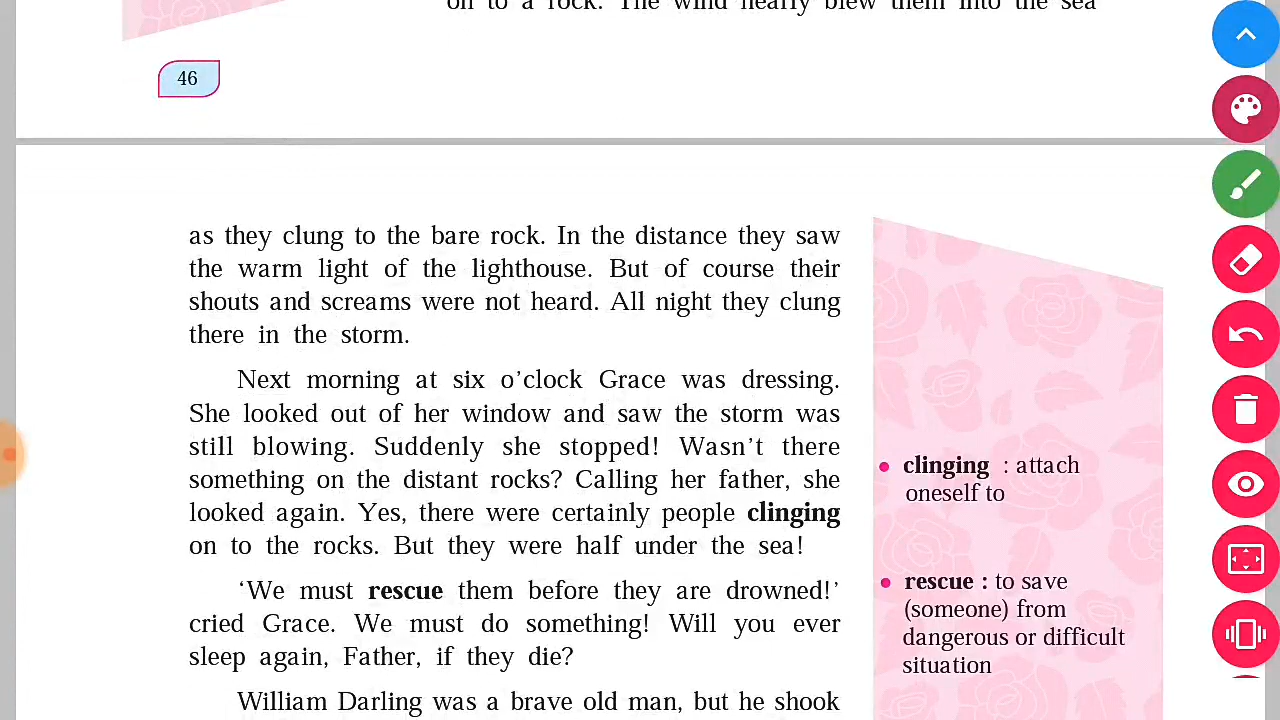 on to a rock. The wind nearly blew them into the sea
46
as they clung to the bare rock. In the distance they saw
the warm light of the lighthouse. But of course their
shouts and screams were not heard. All night they clung
there in the storm.
Next morning at six o’clock Grace was dressing.
She looked out of her window and saw the storm was
still blowing. Suddenly she stopped! Wasn’t there
something on the distant rocks? Calling her father, she
looked again. Yes, there were certainly people clinging
on to the rocks. But they were half under the sea!
‘We must rescue them before they are drowned!’
cried Grace. We must do something! Will you ever
sleep again, Father, if they die?
William Darling was a brave old man, but he shook
• clinging : attach
oneself to
• rescue : to save
(someone) from
dangerous or difficult
situation